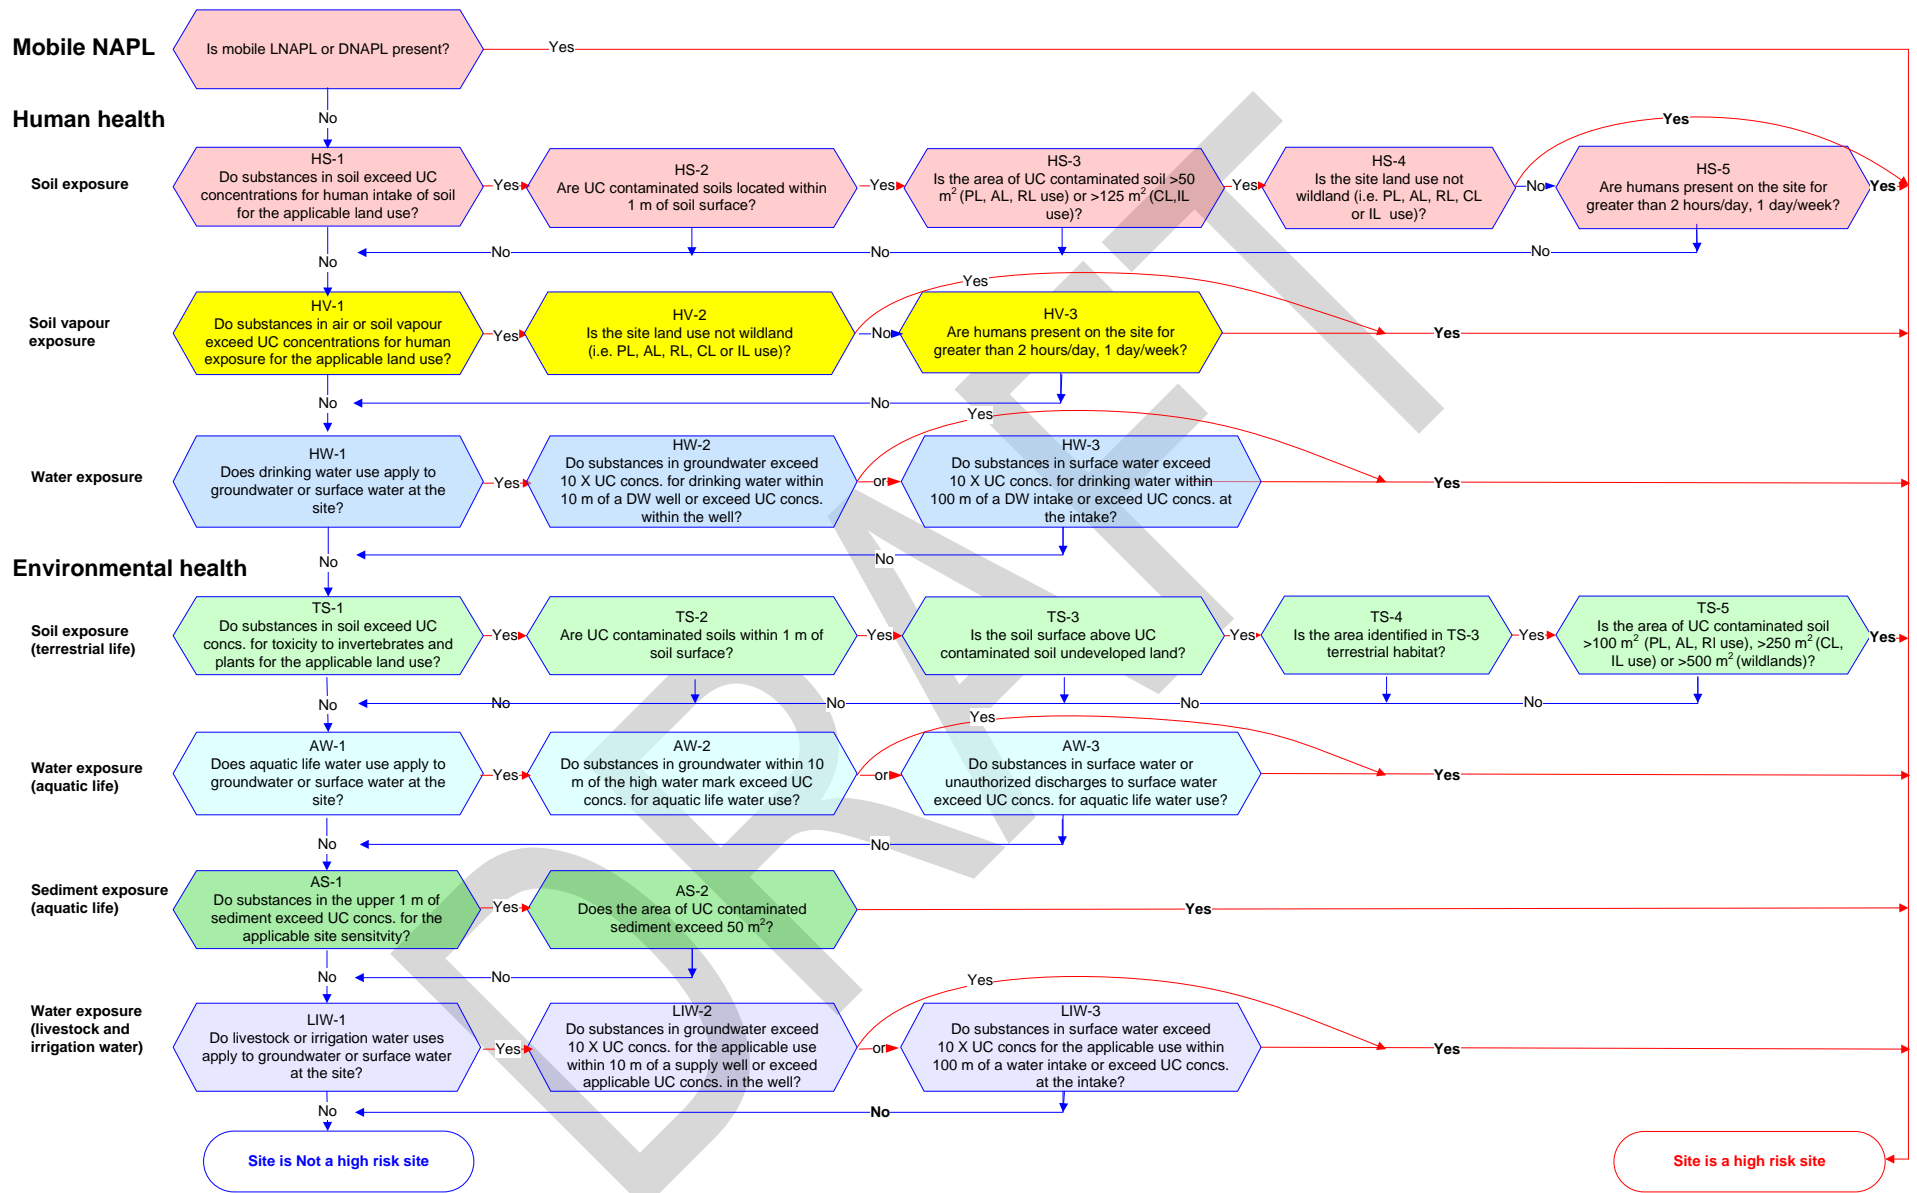 Mobile NAPL
Is mobile LNAPL or DNAPL present?
Yes
No
Human health
Soil exposure
HS-1
Do substances in soil exceed UC
concentrations for human intake of soil
for the applicable land use?
Yes
HS-2
Are UC contaminated soils located within
1 m of soil surface?
Yes
HS-3
Is the area of UC contaminated soil >50
m² (PL, AL, RL use) or >125 m² (CL,IL
use)?
Yes
HS-4
Is the site land use not
wildland (i.e. PL, AL, RL, CL
or IL use)?
Yes
No
HS-5
Are humans present on the site for
greater than 2 hours/day, 1 day/week?
Yes
No
No
No
No
Soil vapour
exposure
HV-1
Do substances in air or soil vapour
exceed UC concentrations for human
exposure for the applicable land use?
Yes
HV-2
Is the site land use not wildland
(i.e. PL, AL, RL, CL or IL use)?
Yes
No
HV-3
Are humans present on the site for
greater than 2 hours/day, 1 day/week?
Yes
No
No
Water exposure
HW-1
Does drinking water use apply to
groundwater or surface water at the
site?
Yes
HW-2
Do substances in groundwater exceed
10 X UC concs. for drinking water within
10 m of a DW well or exceed UC concs.
within the well?
Yes
or
HW-3
Do substances in surface water exceed
10 X UC concs. for drinking water within
100 m of a DW intake or exceed UC concs. at
the intake?
Yes
No
No
Environmental health
Soil exposure
(terrestrial life)
TS-1
Do substances in soil exceed UC
concs. for toxicity to invertebrates and
plants for the applicable land use?
Yes
TS-2
Are UC contaminated soils within 1 m of
soil surface?
Yes
TS-3
Is the soil surface above UC
contaminated soil undeveloped land?
Yes
TS-4
Is the area identified in TS-3
terrestrial habitat?
Yes
TS-5
Is the area of UC contaminated soil
>100 m² (PL, AL, Rl use), >250 m² (CL,
IL use) or >500 m² (wildlands)?
Yes
No
No
No
No
No
Water exposure
(aquatic life)
AW-1
Does aquatic life water use apply to
groundwater or surface water at the
site?
Yes
AW-2
Do substances in groundwater within 10
m of the high water mark exceed UC
concs. for aquatic life water use?
Yes
or
AW-3
Do substances in surface water or
unauthorized discharges to surface water
exceed UC concs. for aquatic life water use?
Yes
No
No
Sediment exposure
(aquatic life)
AS-1
Do substances in the upper 1 m of
sediment exceed UC concs. for the
applicable site sensitvity?
Yes
AS-2
Does the area of UC contaminated
sediment exceed 50 m²?
Yes
No
No
Water exposure
(livestock and
irrigation water)
LIW-1
Do livestock or irrigation water uses
apply to groundwater or surface water
at the site?
Yes
LIW-2
Do substances in groundwater exceed
10 X UC concs. for the applicable use
within 10 m of a supply well or exceed
applicable UC concs. in the well?
Yes
or
LIW-3
Do substances in surface water exceed
10 X UC concs for the applicable use within
100 m of a water intake or exceed UC concs.
at the intake?
Yes
No
No
Site is Not a high risk site
Site is a high risk site
DRAFT